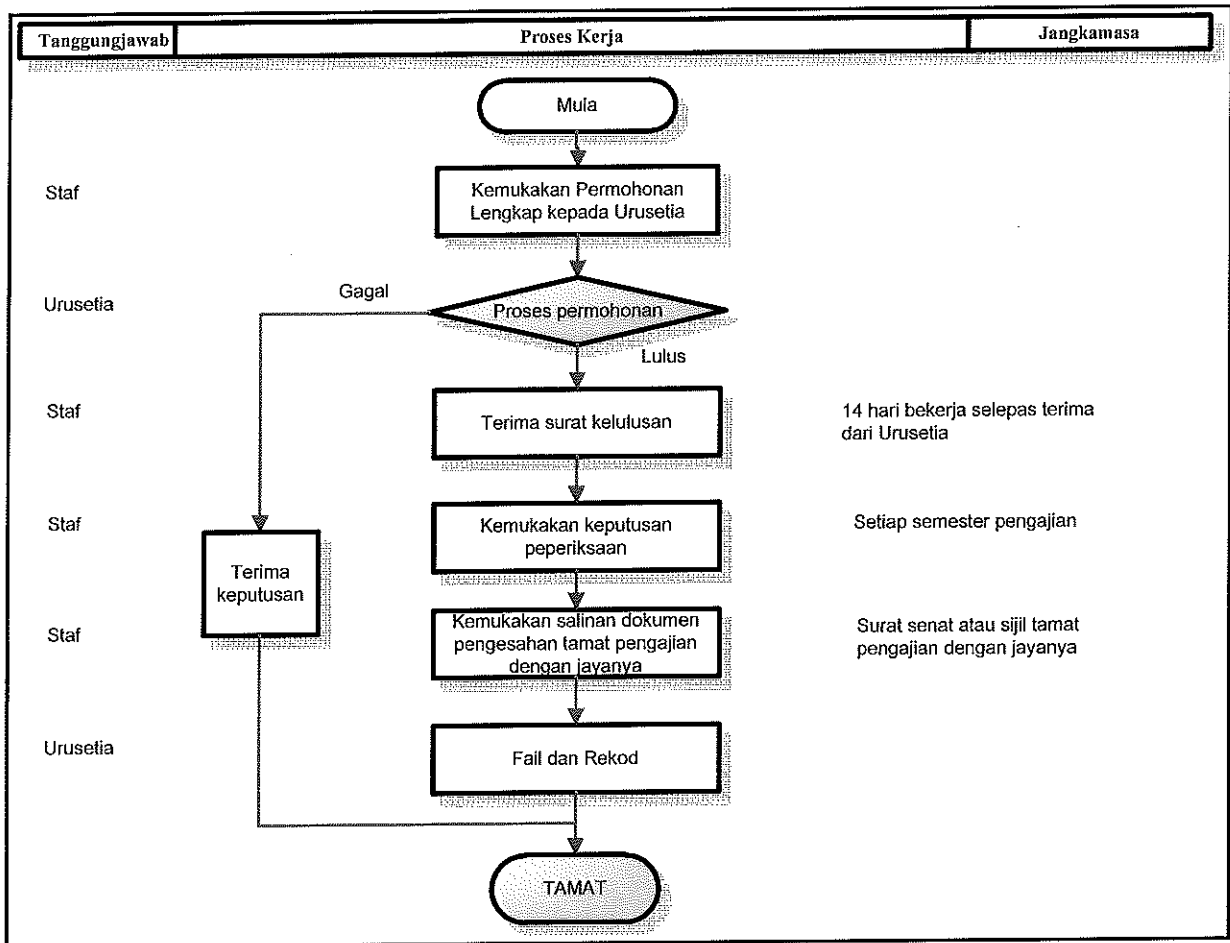 Tanggungjawab
Proses Kerja
Jangkamasa
Mula
Staf
Kemukakan Permohonan
Lengkap kepada Urusetia
Urusetia
Gagal
Proses permohonan
Lulus
Staf
Terima surat kelulusan
14 hari bekerja selepas terima
dari Urusetia
Staf
Kemukakan keputusan
peperiksaan
Setiap semester pengajian
Terima
keputusan
Staf
Kemukakan salinan dokumen
pengesahan tamat pengajian
dengan jayanya
Surat senat atau sijil tamat
pengajian dengan jayanya
Urusetia
Fail dan Rekod
TAMAT